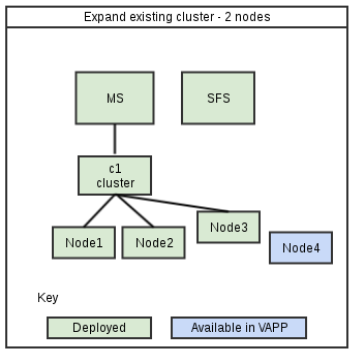 Expand existing cluster - 2 nodes
MS
SFS
c1
cluster
Node1
Node2
Node3
Node4
Key
Deployed
Available in VAPP